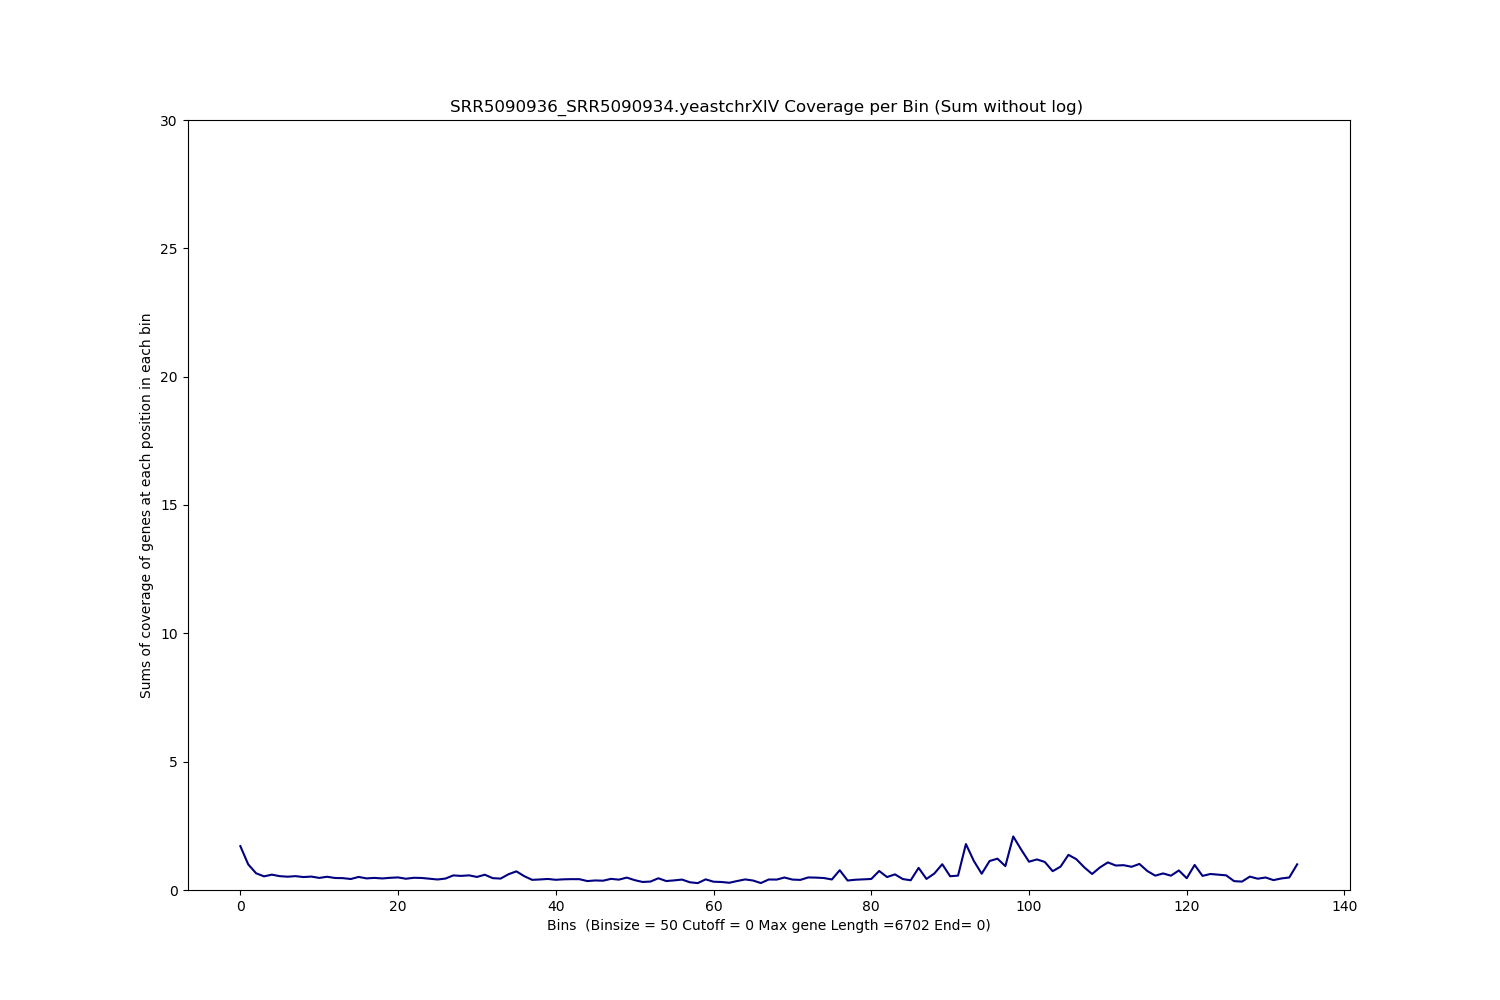 SRR5090936_SRR5090934.yeastchrXIV Coverage per Bin (Sum without log)
30
25
20
15
10
5
0
Sums of coverage of genes at each position in each bin
0 20 40 60 80 100 120 140
Bins  (Binsize = 50 Cutoff = 0 Max gene Length =6702 End= 0)